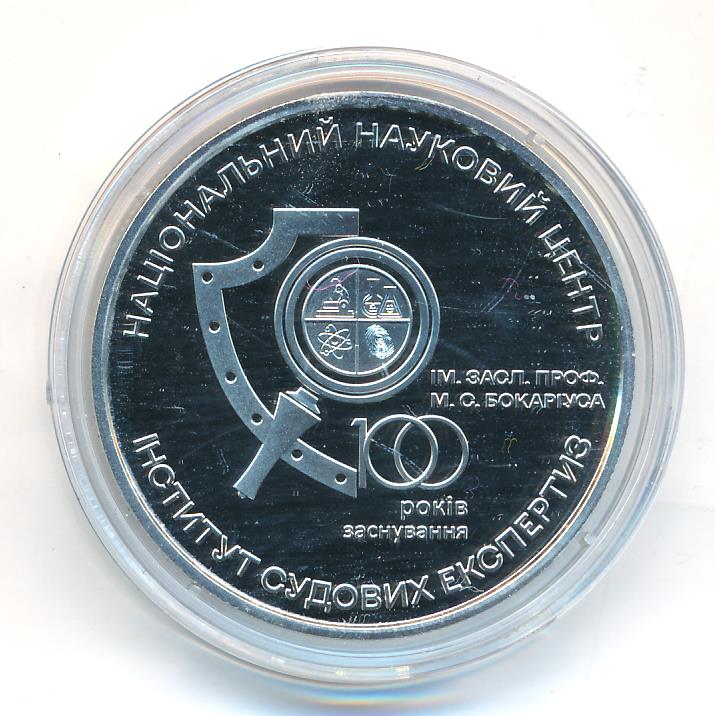 НАЦІОНАЛЬНИЙ НАУКОВИЙ ЦЕНТР
ІМ. ЗАСЛ. ПРОФ.
М. С. БОКАРІУСА
100
років
заснування
ІНСТИТУТ СУДОВИХ ЕКСПЕРТИЗ